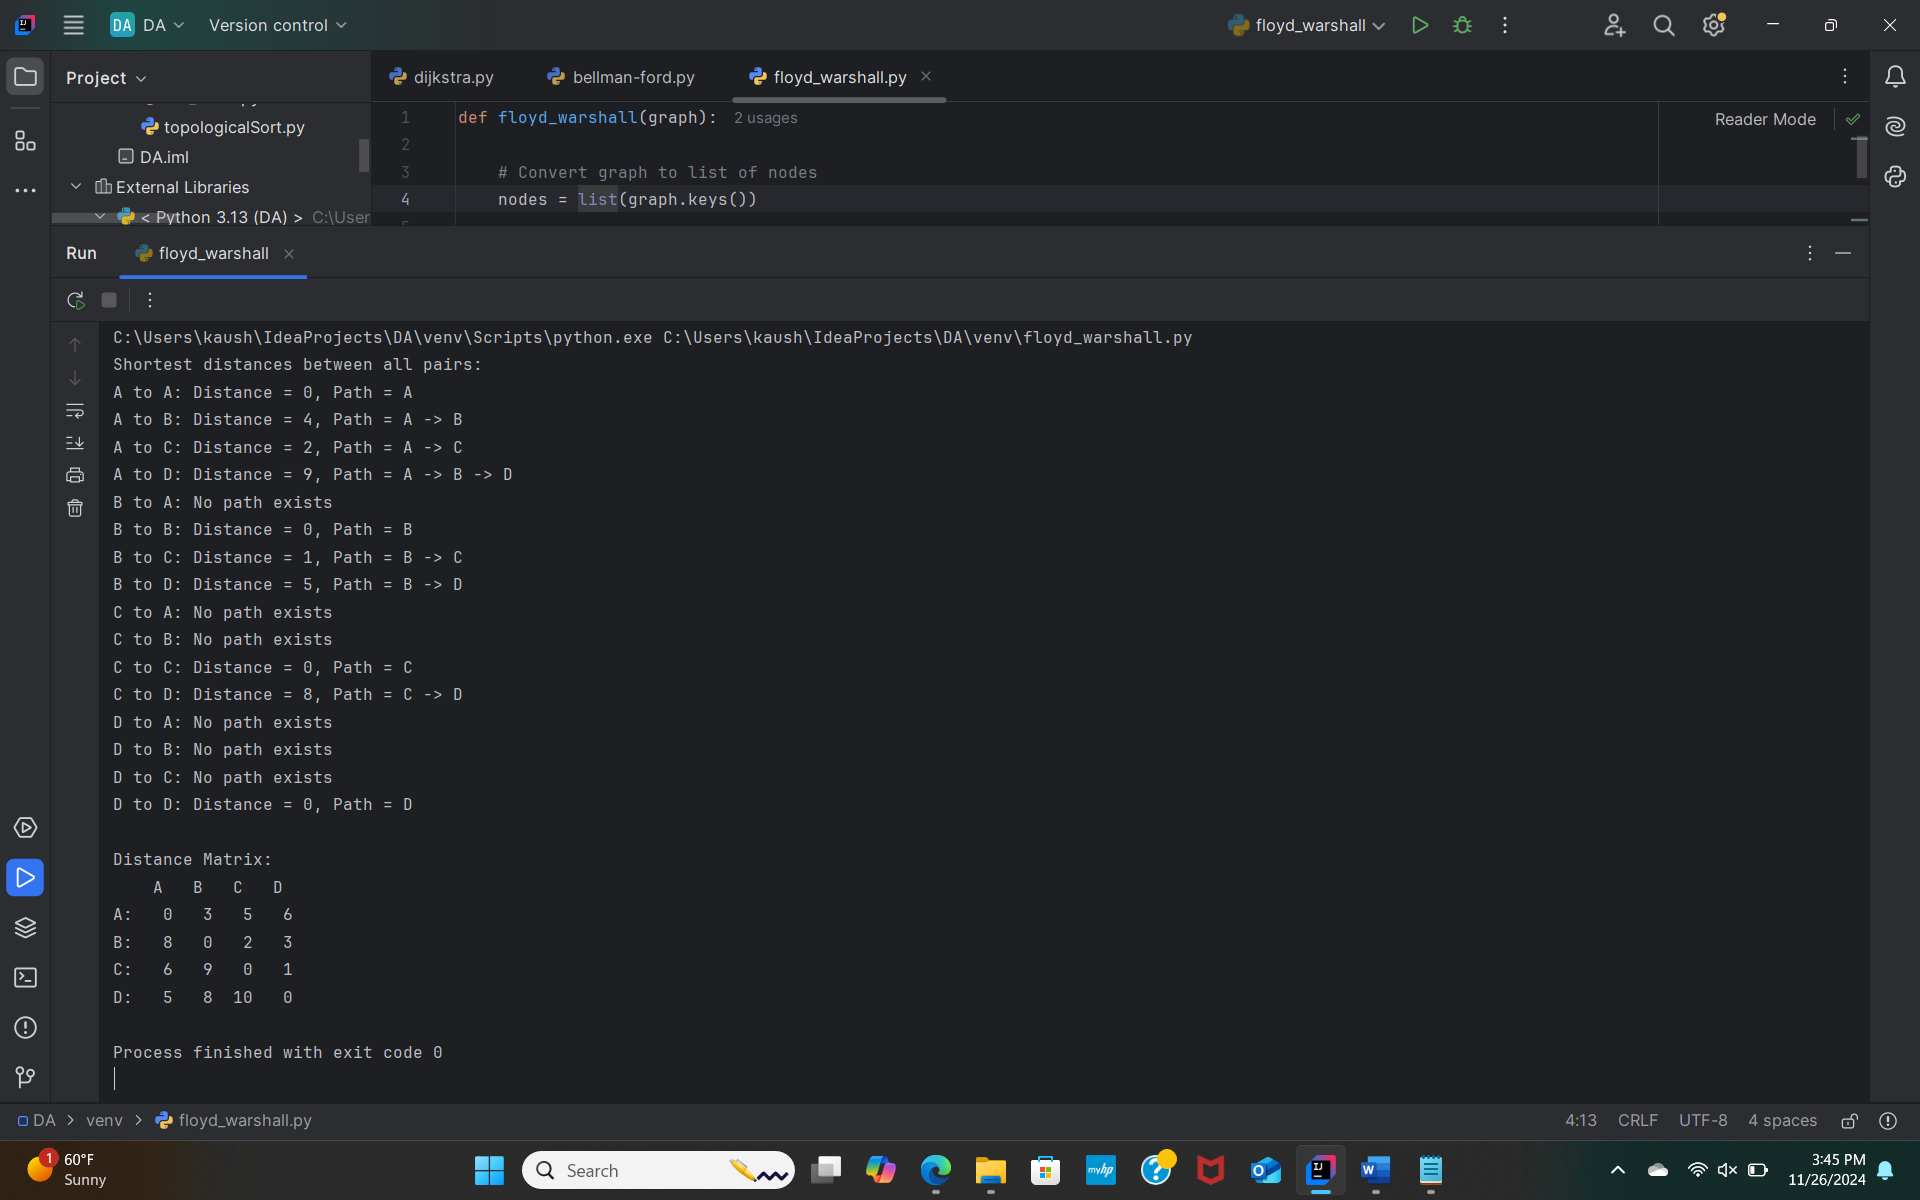 DA DA Version control floyd_warshall
Project
dijkstra.py bellman-ford.py floyd_warshall.py
topologicalSort.py
DA.iml
External Libraries
< Python 3.13 (DA) > C:\User
1 def floyd_warshall(graph): 2 usages
Reader Mode
2
3 # Convert graph to list of nodes
4 nodes = list(graph.keys())
Run floyd_warshall
C:\Users\kaush\IdeaProjects\DA\venv\Scripts\python.exe C:\Users\kaush\IdeaProjects\DA\venv\floyd_warshall.py
Shortest distances between all pairs:
A to A: Distance = 0, Path = A
A to B: Distance = 4, Path = A -> B
A to C: Distance = 2, Path = A -> C
A to D: Distance = 9, Path = A -> B -> D
B to A: No path exists
B to B: Distance = 0, Path = B
B to C: Distance = 1, Path = B -> C
B to D: Distance = 5, Path = B -> D
C to A: No path exists
C to B: No path exists
C to C: Distance = 0, Path = C
C to D: Distance = 8, Path = C -> D
D to A: No path exists
D to B: No path exists
D to C: No path exists
D to D: Distance = 0, Path = D
Distance Matrix:
A B C D
A: 0 3 5 6
B: 8 0 2 3
C: 6 9 0 1
D: 5 8 10 0
Process finished with exit code 0
DA > venv > floyd_warshall.py
4:13 CRLF UTF-8 4 spaces
1
60°F
Sunny
Search
myhp
3:45 PM
11/26/2024